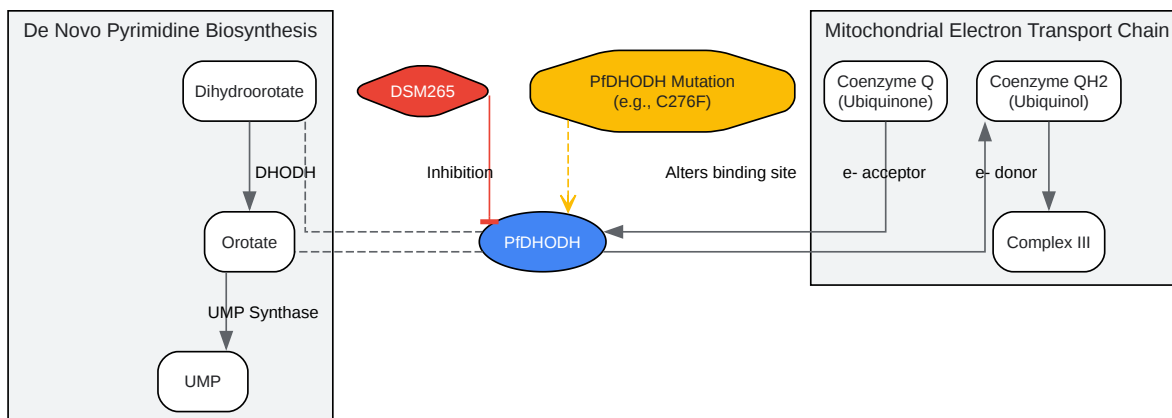 De Novo Pyrimidine Biosynthesis
Mitochondrial Electron Transport Chain
Dihydroorotate
DSM265
PfDHODH Mutation
(e.g., C276F)
Coenzyme Q
(Ubiquinone)
Coenzyme QH2
(Ubiquinol)
DHODH
Inhibition
Alters binding site
e- acceptor
e- donor
Orotate
PfDHODH
Complex III
UMP Synthase
UMP